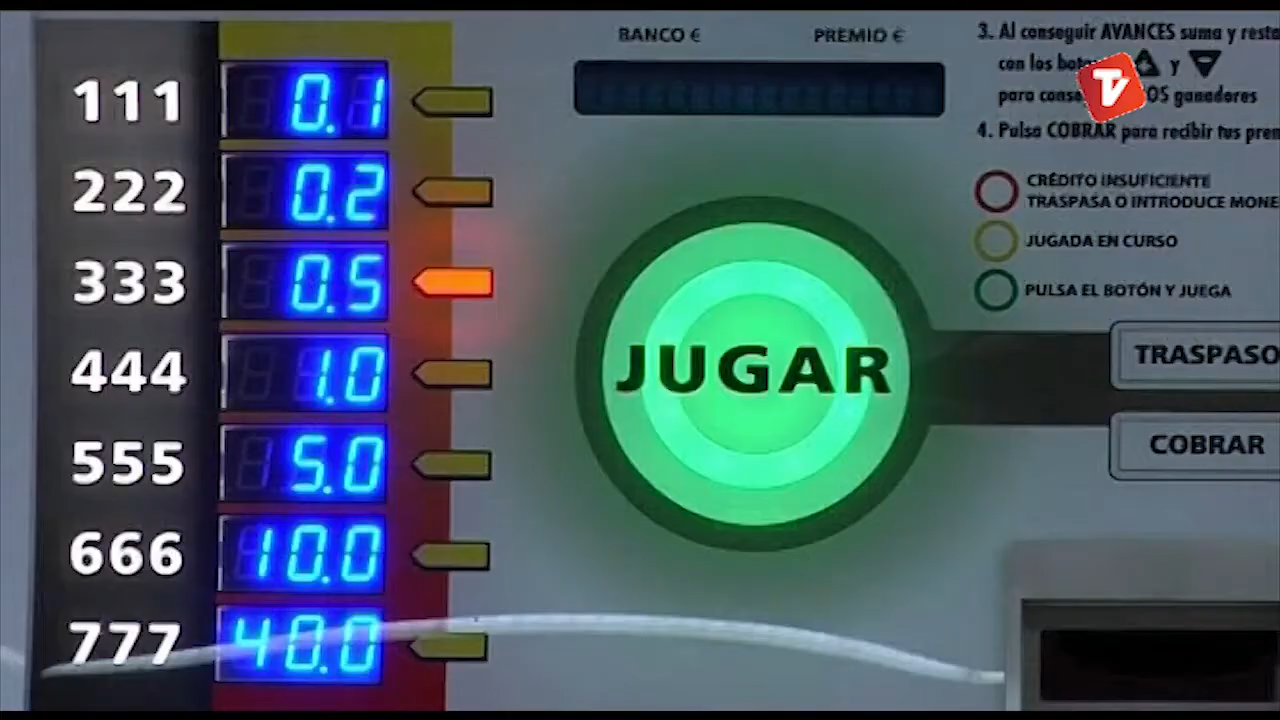 111 0.1
222 0.2
333 0.5
444 1.0
555 5.0
666 10.0
777 40.0
BANCO € PREMIO €
JUGAR
3. Al conseguir AVANCES suma y
con los y
para ganadores
4. Pulsa COBRAR para recibir tus
CRÉDITO INSUFICIENTE
TRASPASA O INTRODUCE
JUGADA EN CURSO
PULSA EL BOTÓN Y JUEGA
TRASPASO
COBRAR
TV